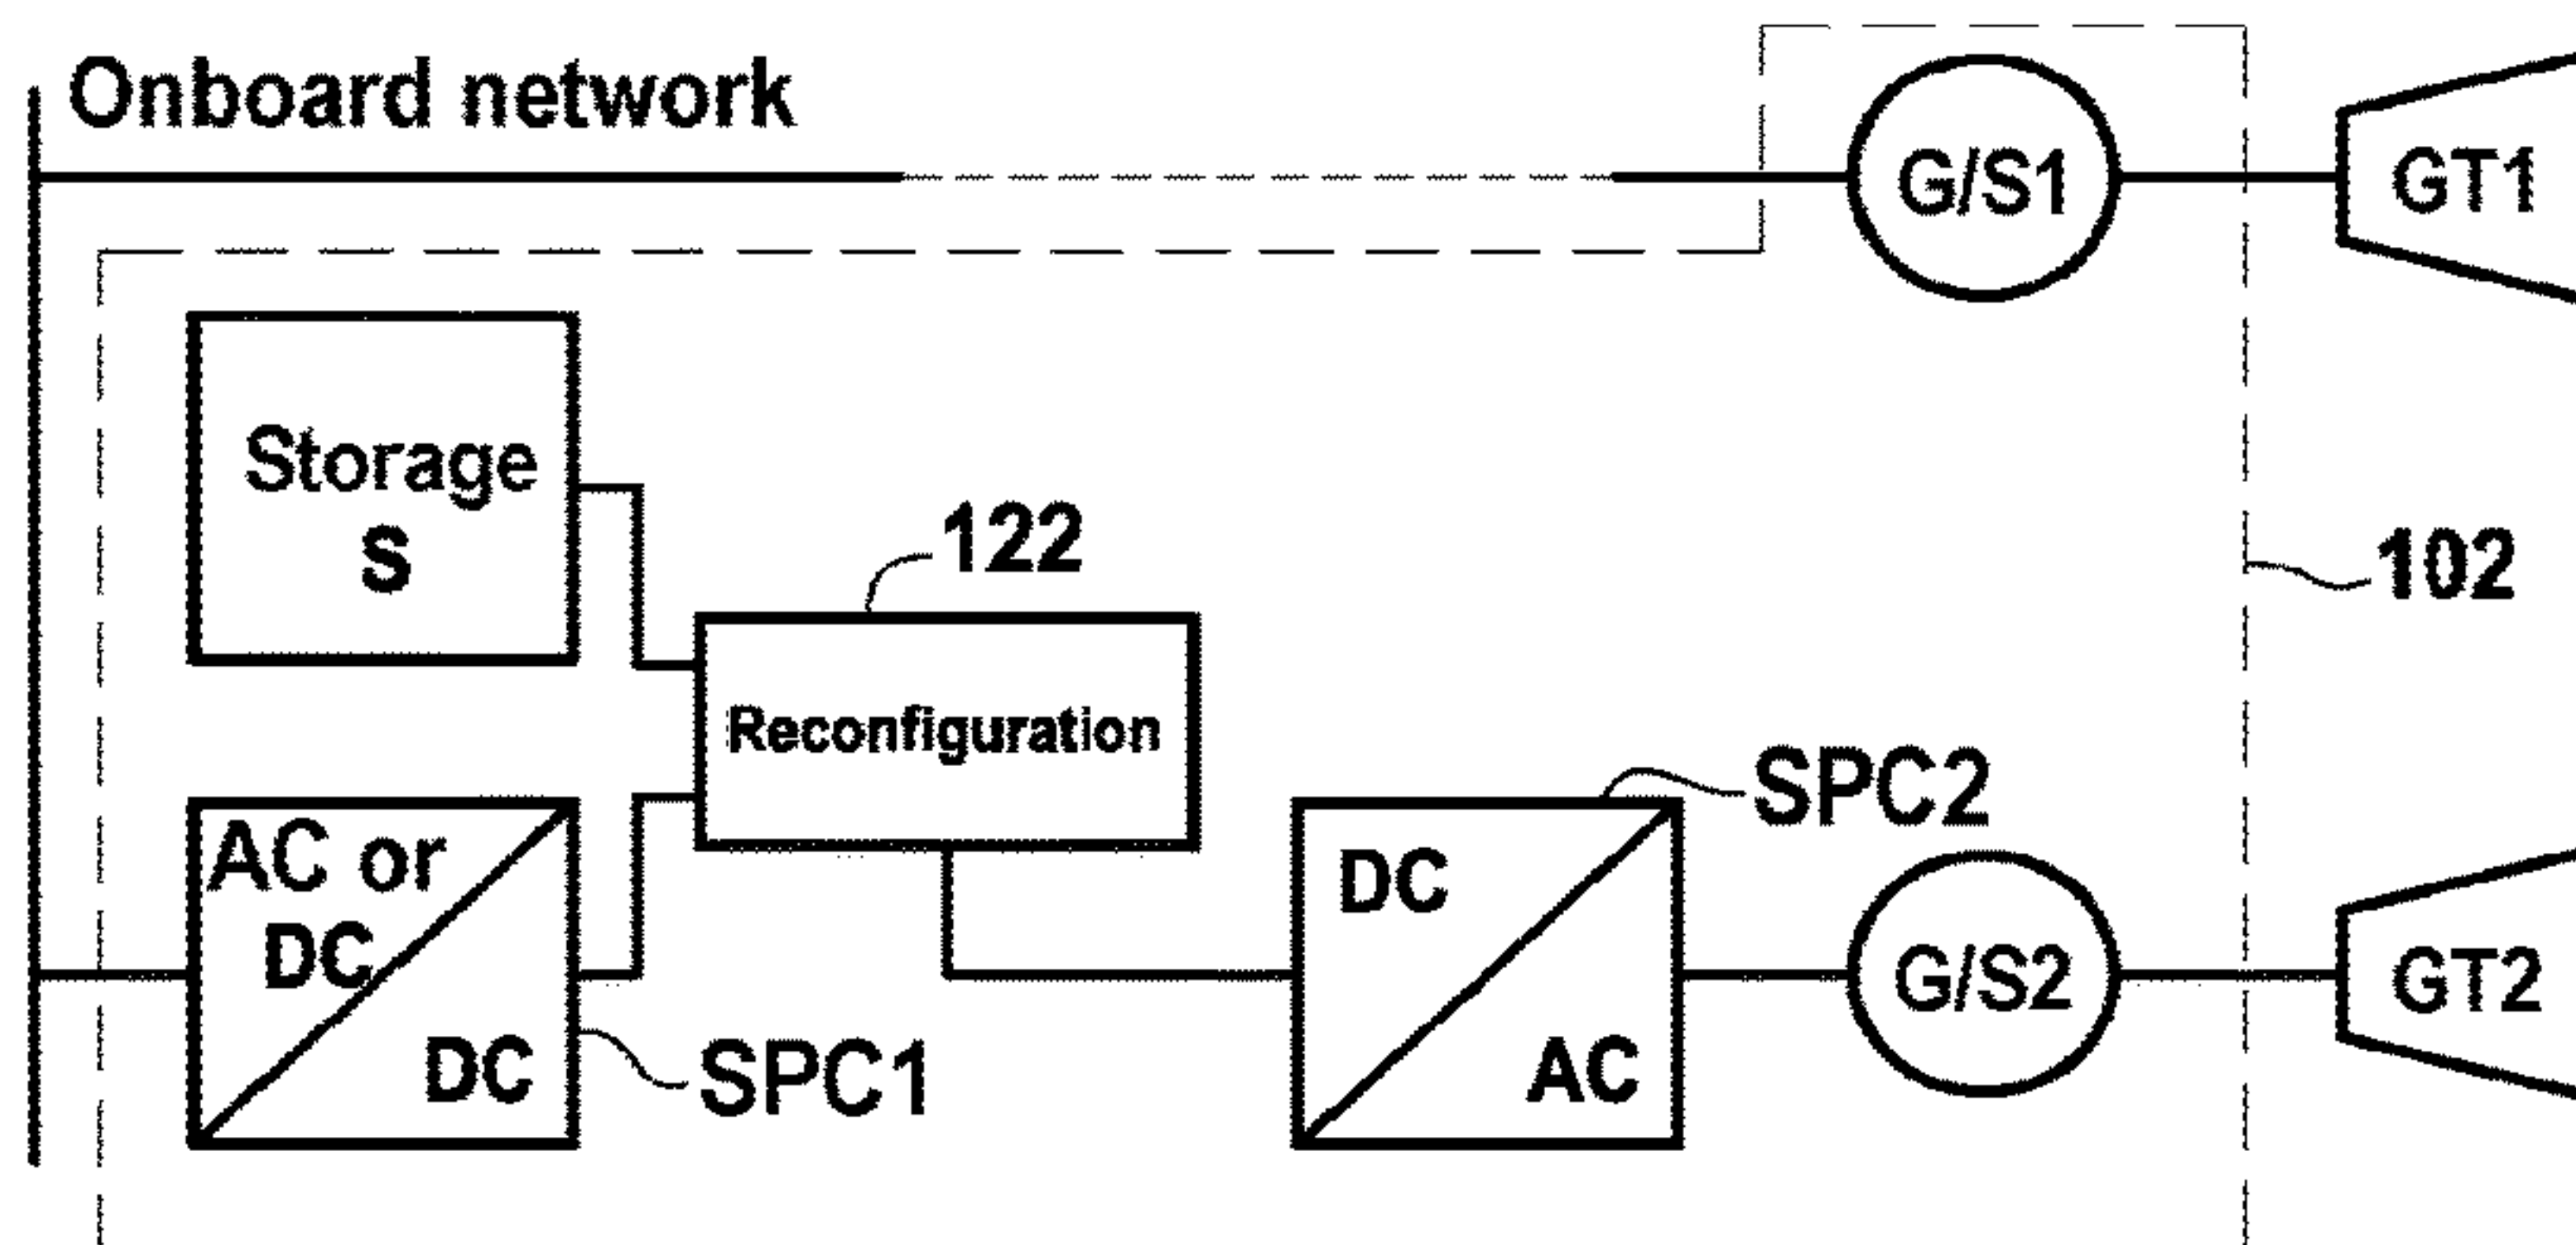 Onboard network
G/S1
GT1
Storage
S
122
102
Reconfiguration
SPC2
AC or
DC
DC
SPC1
DC
AC
G/S2
GT2